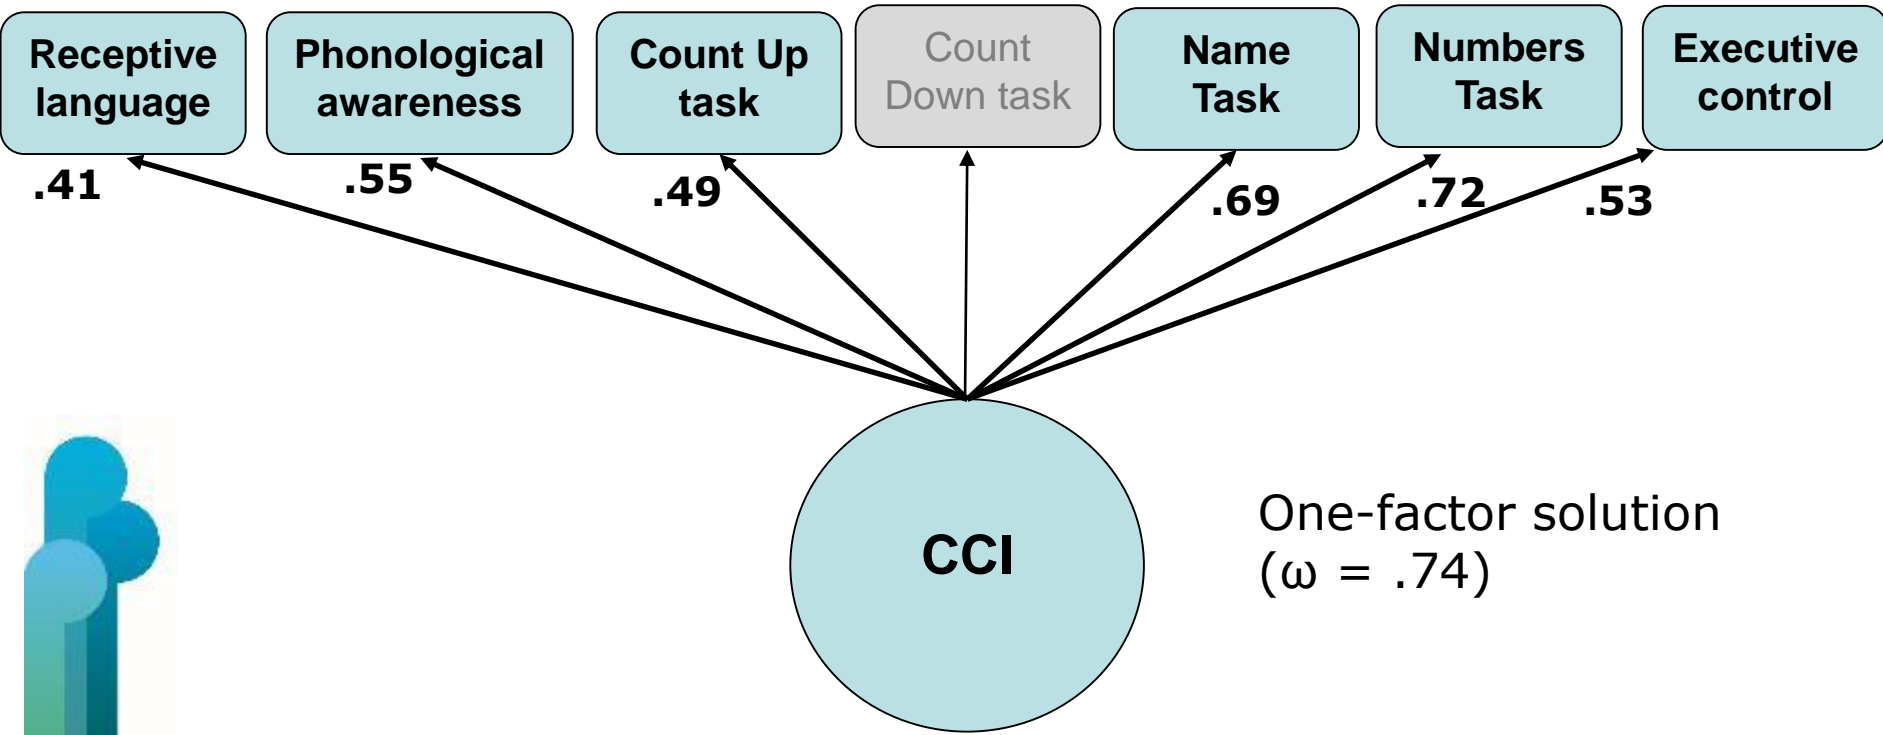 Receptive
language
Phonological
awareness
Count Up
task
Count
Down task
Name
Task
Numbers
Task
Executive
control
.41
.55
.49
.69
.72
.53
CCI
One-factor solution
(ω = .74)